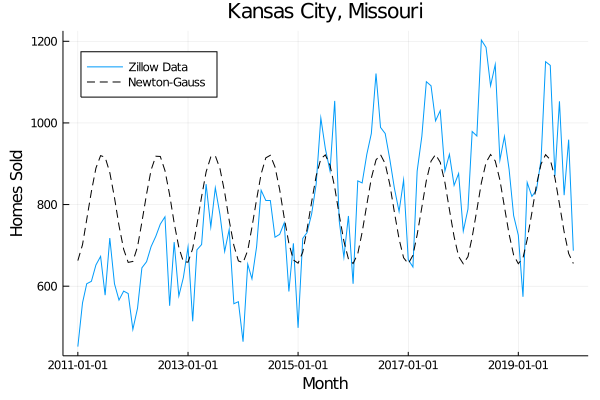 Kansas City, Missouri
Zillow Data
Newton-Gauss
Homes Sold
1200
1000
800
600
2011-01-01 2013-01-01 2015-01-01 2017-01-01 2019-01-01
Month